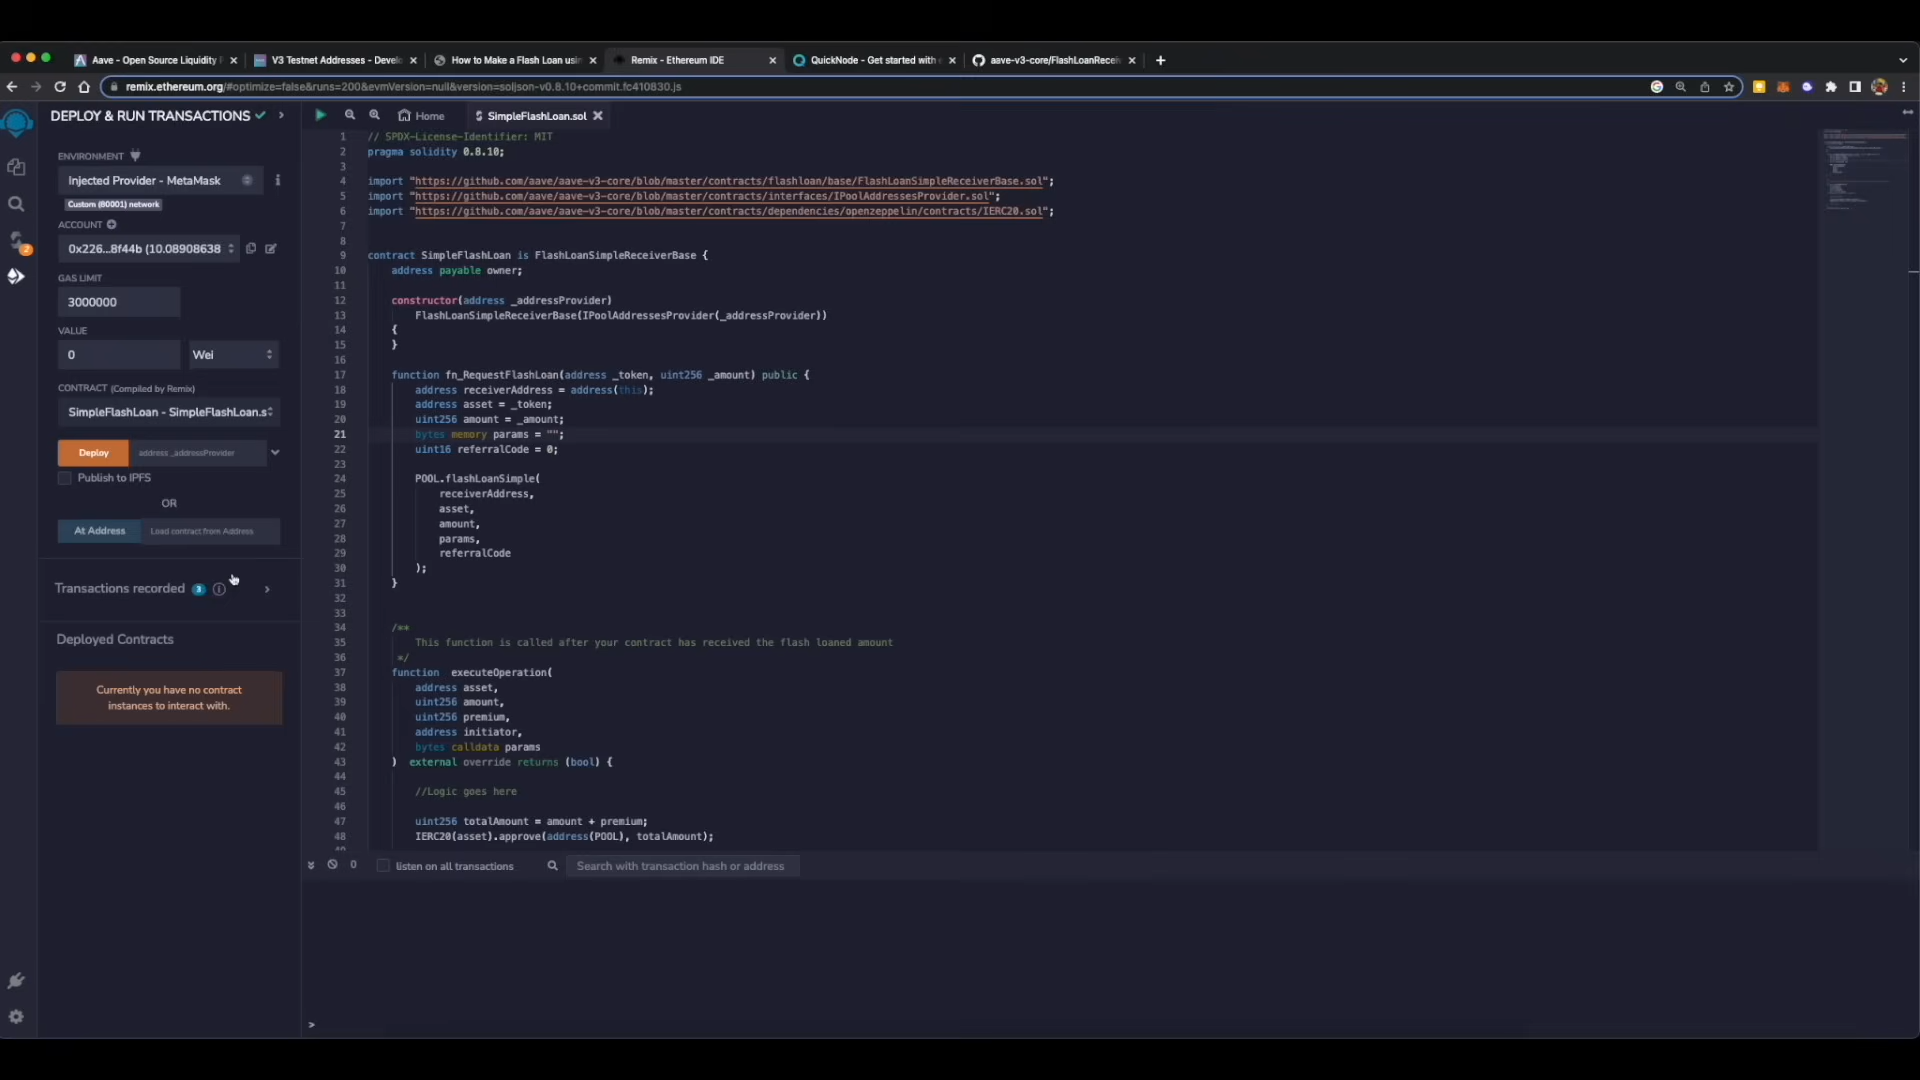 Aave - Open Source Liquidity
V3 Testnet Addresses - Devel
How to Make a Flash Loan usin
Remix - Ethereum IDE
QuickNode - Get started with
aave-v3-core/FlashLoanRecei
remix.ethereum.org/#optimize=false&runs=200&evmVersion=null&version=soljson-v0.8.10+commit.fc410830.js
DEPLOY & RUN TRANSACTIONS
Home
SimpleFlashLoan.sol
ENVIRONMENT
Injected Provider - MetaMask
Custom (80001) network
ACCOUNT
0x226...8f44b (10.08908638
GAS LIMIT
3000000
VALUE
0
Wei
CONTRACT (Compiled by Remix)
SimpleFlashLoan - SimpleFlashLoan.s
Deploy
address _addressProvider
Publish to IPFS
OR
At Address
Load contract from Address
Transactions recorded 3
Deployed Contracts
Currently you have no contract
instances to interact with.
1 // SPDX-License-Identifier: MIT
2 pragma solidity 0.8.10;
3
4 import "https://github.com/aave/aave-v3-core/blob/master/contracts/flashloan/base/FlashLoanSimpleReceiverBase.sol";
5 import "https://github.com/aave/aave-v3-core/blob/master/contracts/interfaces/IPoolAddressesProvider.sol";
6 import "https://github.com/aave/aave-v3-core/blob/master/contracts/dependencies/openzeppelin/contracts/IERC20.sol";
7
8
9 contract SimpleFlashLoan is FlashLoanSimpleReceiverBase {
10 address payable owner;
11
12 constructor(address _addressProvider)
13 FlashLoanSimpleReceiverBase(IPoolAddressesProvider(_addressProvider))
14 {
15 }
16
17 function fn_RequestFlashLoan(address _token, uint256 _amount) public {
18 address receiverAddress = address(this);
19 address asset = _token;
20 uint256 amount = _amount;
21 bytes memory params = "";
22 uint16 referralCode = 0;
23
24 POOL.flashLoanSimple(
25 receiverAddress,
26 asset,
27 amount,
28 params,
29 referralCode
30 );
31 }
32
33
34 /**
35 This function is called after your contract has received the flash loaned amount
36 */
37 function executeOperation(
38 address asset,
39 uint256 amount,
40 uint256 premium,
41 address initiator,
42 bytes calldata params
43 ) external override returns (bool) {
44
45 //Logic goes here
46
47 uint256 totalAmount = amount + premium;
48 IERC20(asset).approve(address(POOL), totalAmount);
0
listen on all transactions
Search with transaction hash or address
>